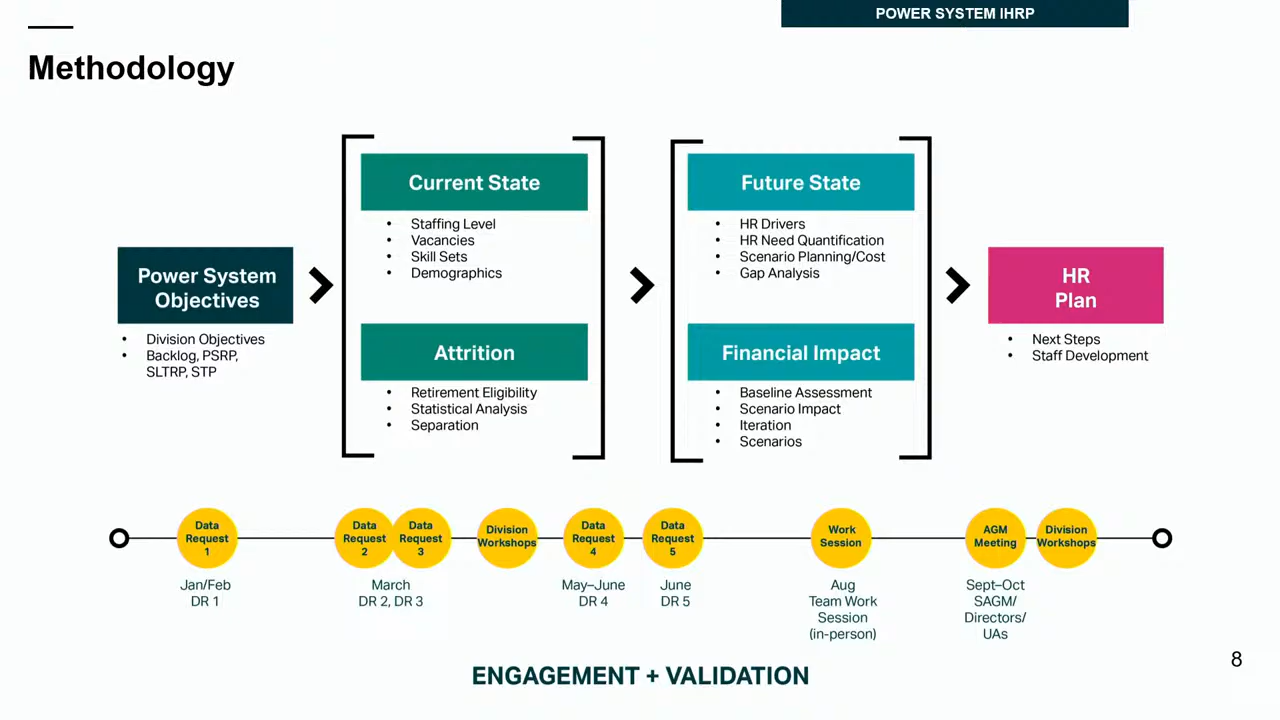 POWER SYSTEM IHRP
Methodology
Power System
Objectives
• Division Objectives
• Backlog, PSRP,
SLTRP, STP
Current State
• Staffing Level
• Vacancies
• Skill Sets
• Demographics
Attrition
• Retirement Eligibility
• Statistical Analysis
• Separation
Future State
• HR Drivers
• HR Need Quantification
• Scenario Planning/Cost
• Gap Analysis
Financial Impact
• Baseline Assessment
• Scenario Impact
• Iteration
• Scenarios
HR
Plan
• Next Steps
• Staff Development
Data
Request
1
Jan/Feb
DR 1
Data
Request
2
Data
Request
3
March
DR 2, DR 3
Division
Workshops
Data
Request
4
May–June
DR 4
Data
Request
5
June
DR 5
Work
Session
Aug
Team Work
Session
(in-person)
AGM
Meeting
Sept–Oct
SAGM/
Directors/
UAs
Division
Workshops
ENGAGEMENT + VALIDATION
8